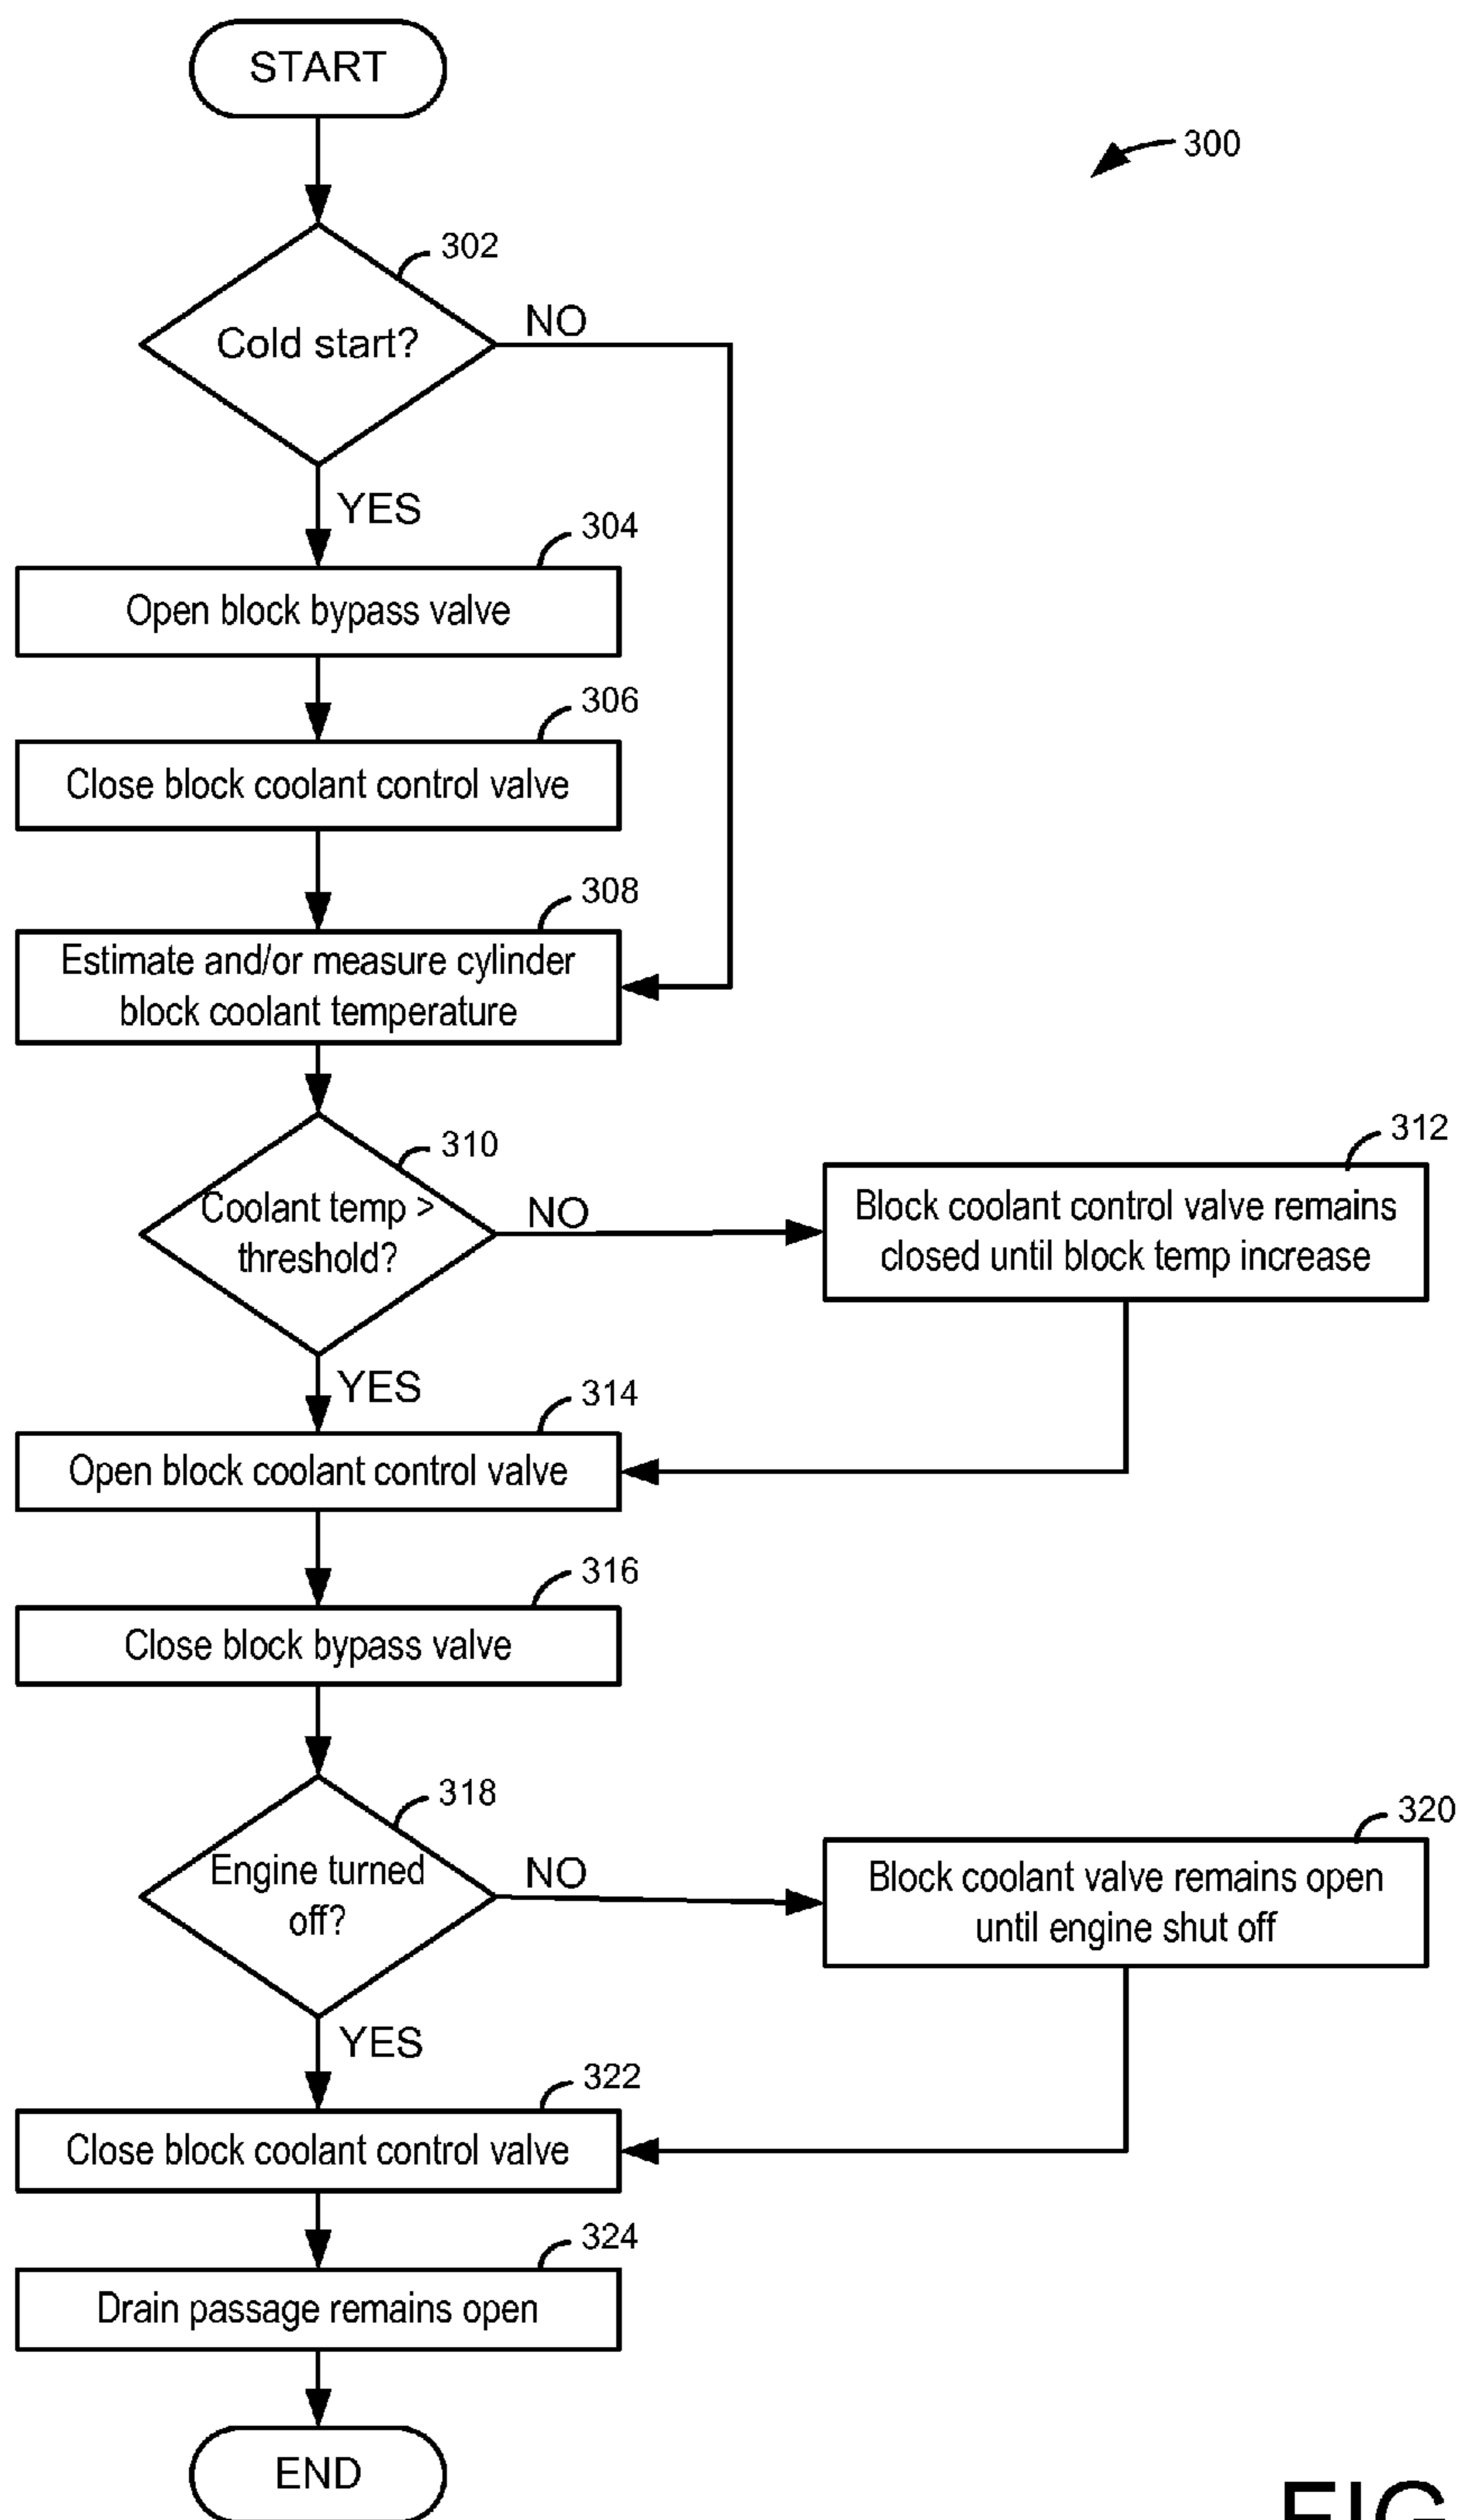 START
300
302
Cold start?
NO
YES
304
Open block bypass valve
306
Close block coolant control valve
308
Estimate and/or measure cylinder
block coolant temperature
310
Coolant temp >
threshold?
NO
312
Block coolant control valve remains
closed until block temp increase
YES
314
Open block coolant control valve
316
Close block bypass valve
318
Engine turned
off?
NO
320
Block coolant valve remains open
until engine shut off
YES
322
Close block coolant control valve
324
Drain passage remains open
END
FIG